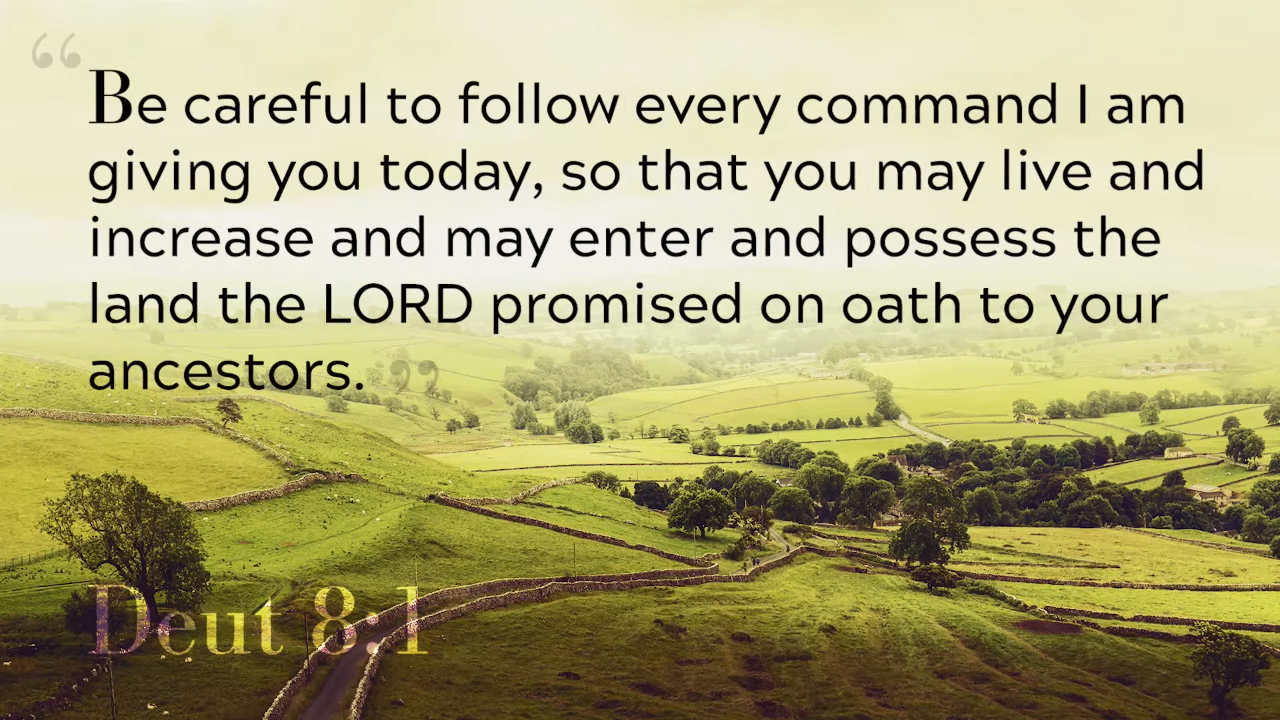 “Be careful to follow every command I am
giving you today, so that you may live and
increase and may enter and possess the
land the LORD promised on oath to your
ancestors.”
Deut 8:1